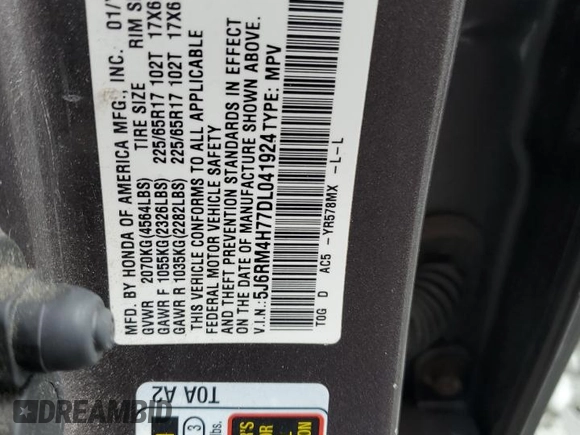 MFD. BY HONDA OF AMERICA MFG., INC. 01/
TIRE SIZE RIM S
GVWR 2070KG(4564LBS)
GAWR F 1055KG(2326LBS) 225/65R17 102T 17X6
GAWR R 1035KG(2282LBS) 225/65R17 102T 17X6
THIS VEHICLE CONFORMS TO ALL APPLICABLE
FEDERAL MOTOR VEHICLE SAFETY
AND THEFT PREVENTION STANDARDS IN EFFECT
ON THE DATE OF MANUFACTURE SHOWN ABOVE.
V.I.N.: 5J6RM4H77DL041924 TYPE: MPV
TOG D AC5 -YR578MX -L-L
T0A A2
3
lbs.
DREAMBID